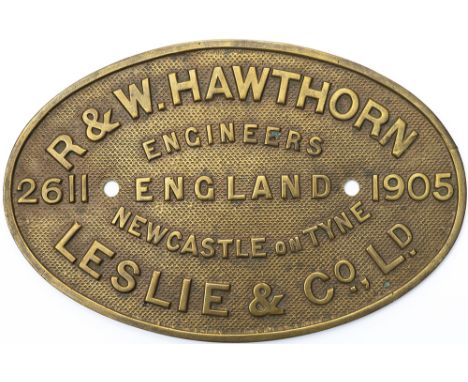 R & W. HAWTHORN
ENGINEERS
2611 · ENGLAND · 1905
NEWCASTLE on TYNE
LESLIE & Co., LD.